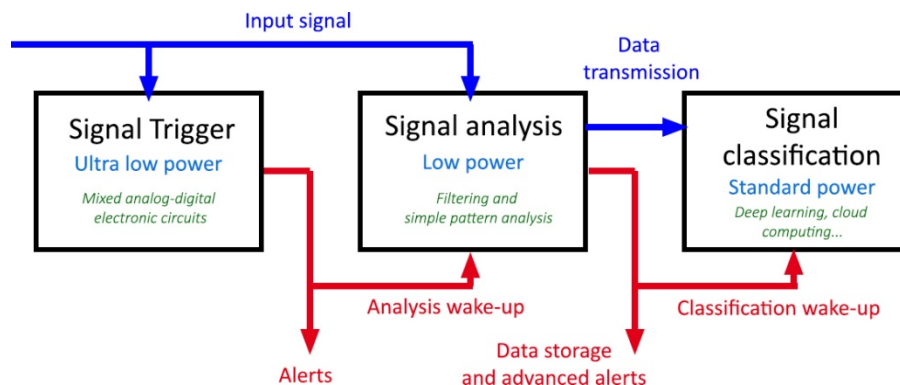 Input signal
Data
transmission
Signal Trigger
Ultra low power
Mixed analog-digital
electronic circuits
Signal analysis
Low power
Filtering and
simple pattern analysis
Signal
classification
Standard power
Deep learning, cloud
computing...
Analysis wake-up
Classification wake-up
Alerts
Data storage
and advanced alerts